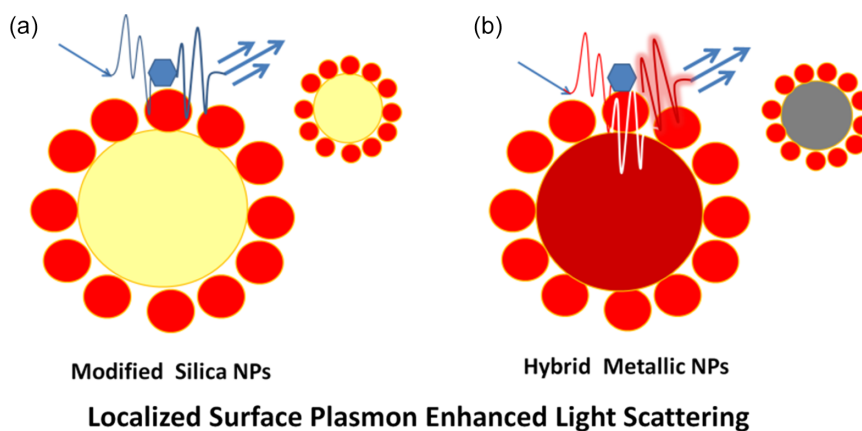 (a)
(b)
Modified Silica NPs
Hybrid Metallic NPs
Localized Surface Plasmon Enhanced Light Scattering